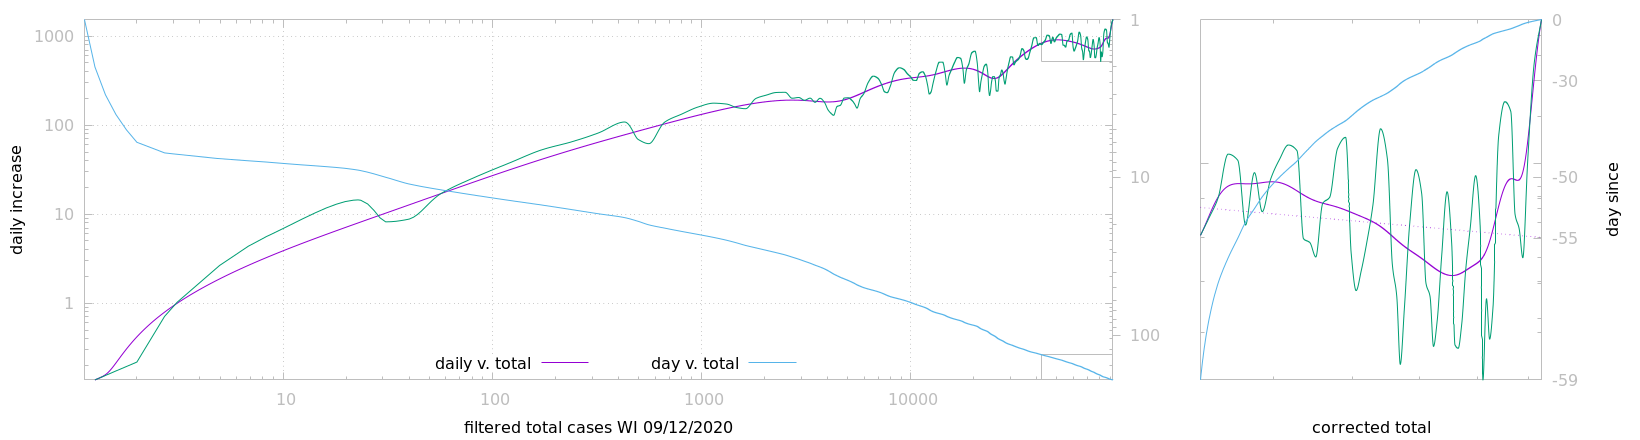 1000
100
10
1
daily increase
10
100
1000
10000
filtered total cases WI 09/12/2020
daily v. total
day v. total
1
10
100
0
-30
-50
-55
-59
day since
corrected total